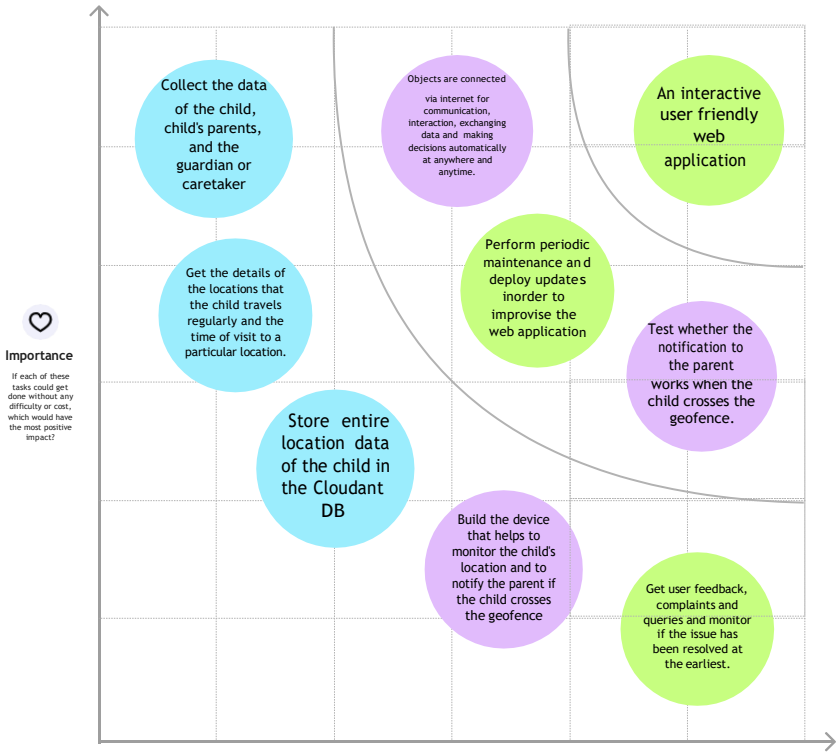 Collect the data
of the child,
child's parents,
and the
guardian or
caretaker
Objects are connected
via internet for
communication,
interaction, exchanging
data and making
decisions automatically
at anywhere and
anytime.
An interactive
user friendly
web
application
Perform periodic
maintenance and
deploy updates
inorder to
improvise the
web application
Get the details of
the locations that
the child travels
regularly and the
time of visit to a
particular location.
Test whether the
notification to
the parent
works when the
child crosses the
geofence.
Importance
If each of these
tasks could get
done without any
difficulty or cost,
which would have
the most positive
impact?
Store entire
location data
of the child in
the Cloudant
DB
Build the device
that helps to
monitor the child's
location and to
notify the parent if
the child crosses
the geofence
Get user feedback,
complaints and
queries and monitor
if the issue has
been resolved at
the earliest.